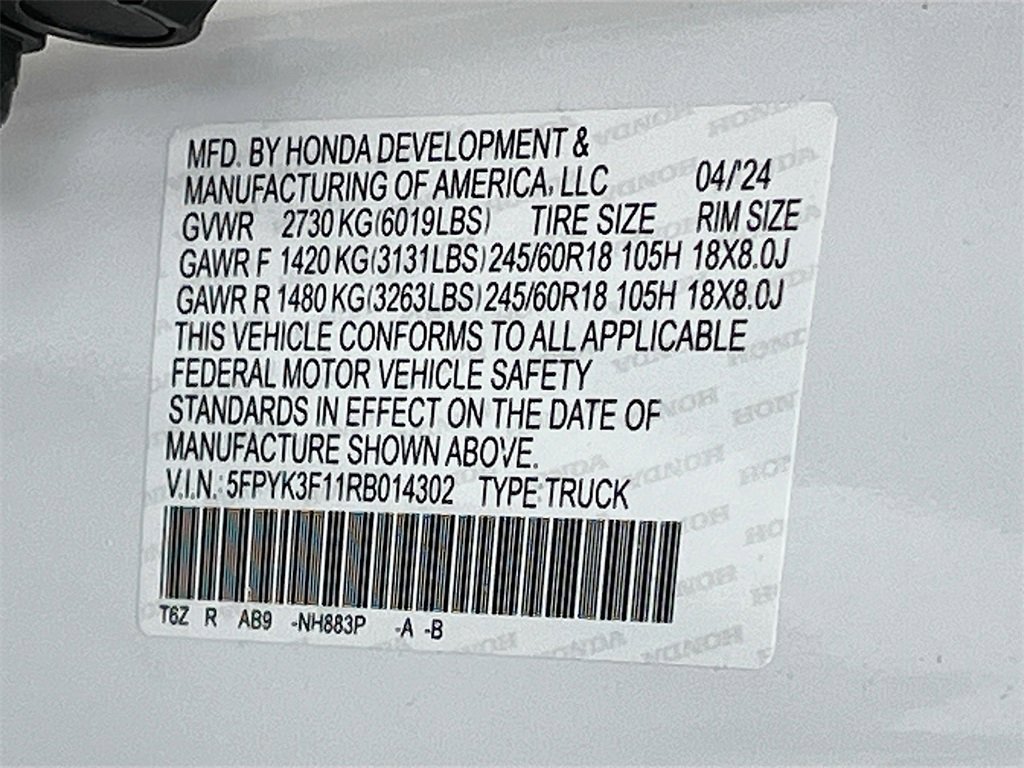 MFD. BY HONDA DEVELOPMENT &
MANUFACTURING OF AMERICA, LLC 04/'24
GVWR 2730 KG(6019LBS) TIRE SIZE RIM SIZE
GAWR F 1420 KG(3131LBS) 245/60R18 105H 18X8.0J
GAWR R 1480 KG(3263LBS) 245/60R18 105H 18X8.0J
THIS VEHICLE CONFORMS TO ALL APPLICABLE
FEDERAL MOTOR VEHICLE SAFETY
STANDARDS IN EFFECT ON THE DATE OF
MANUFACTURE SHOWN ABOVE.
V.I.N.: 5FPYK3F11RB014302 TYPE:TRUCK
T6Z R AB9 -NH883P -A -B